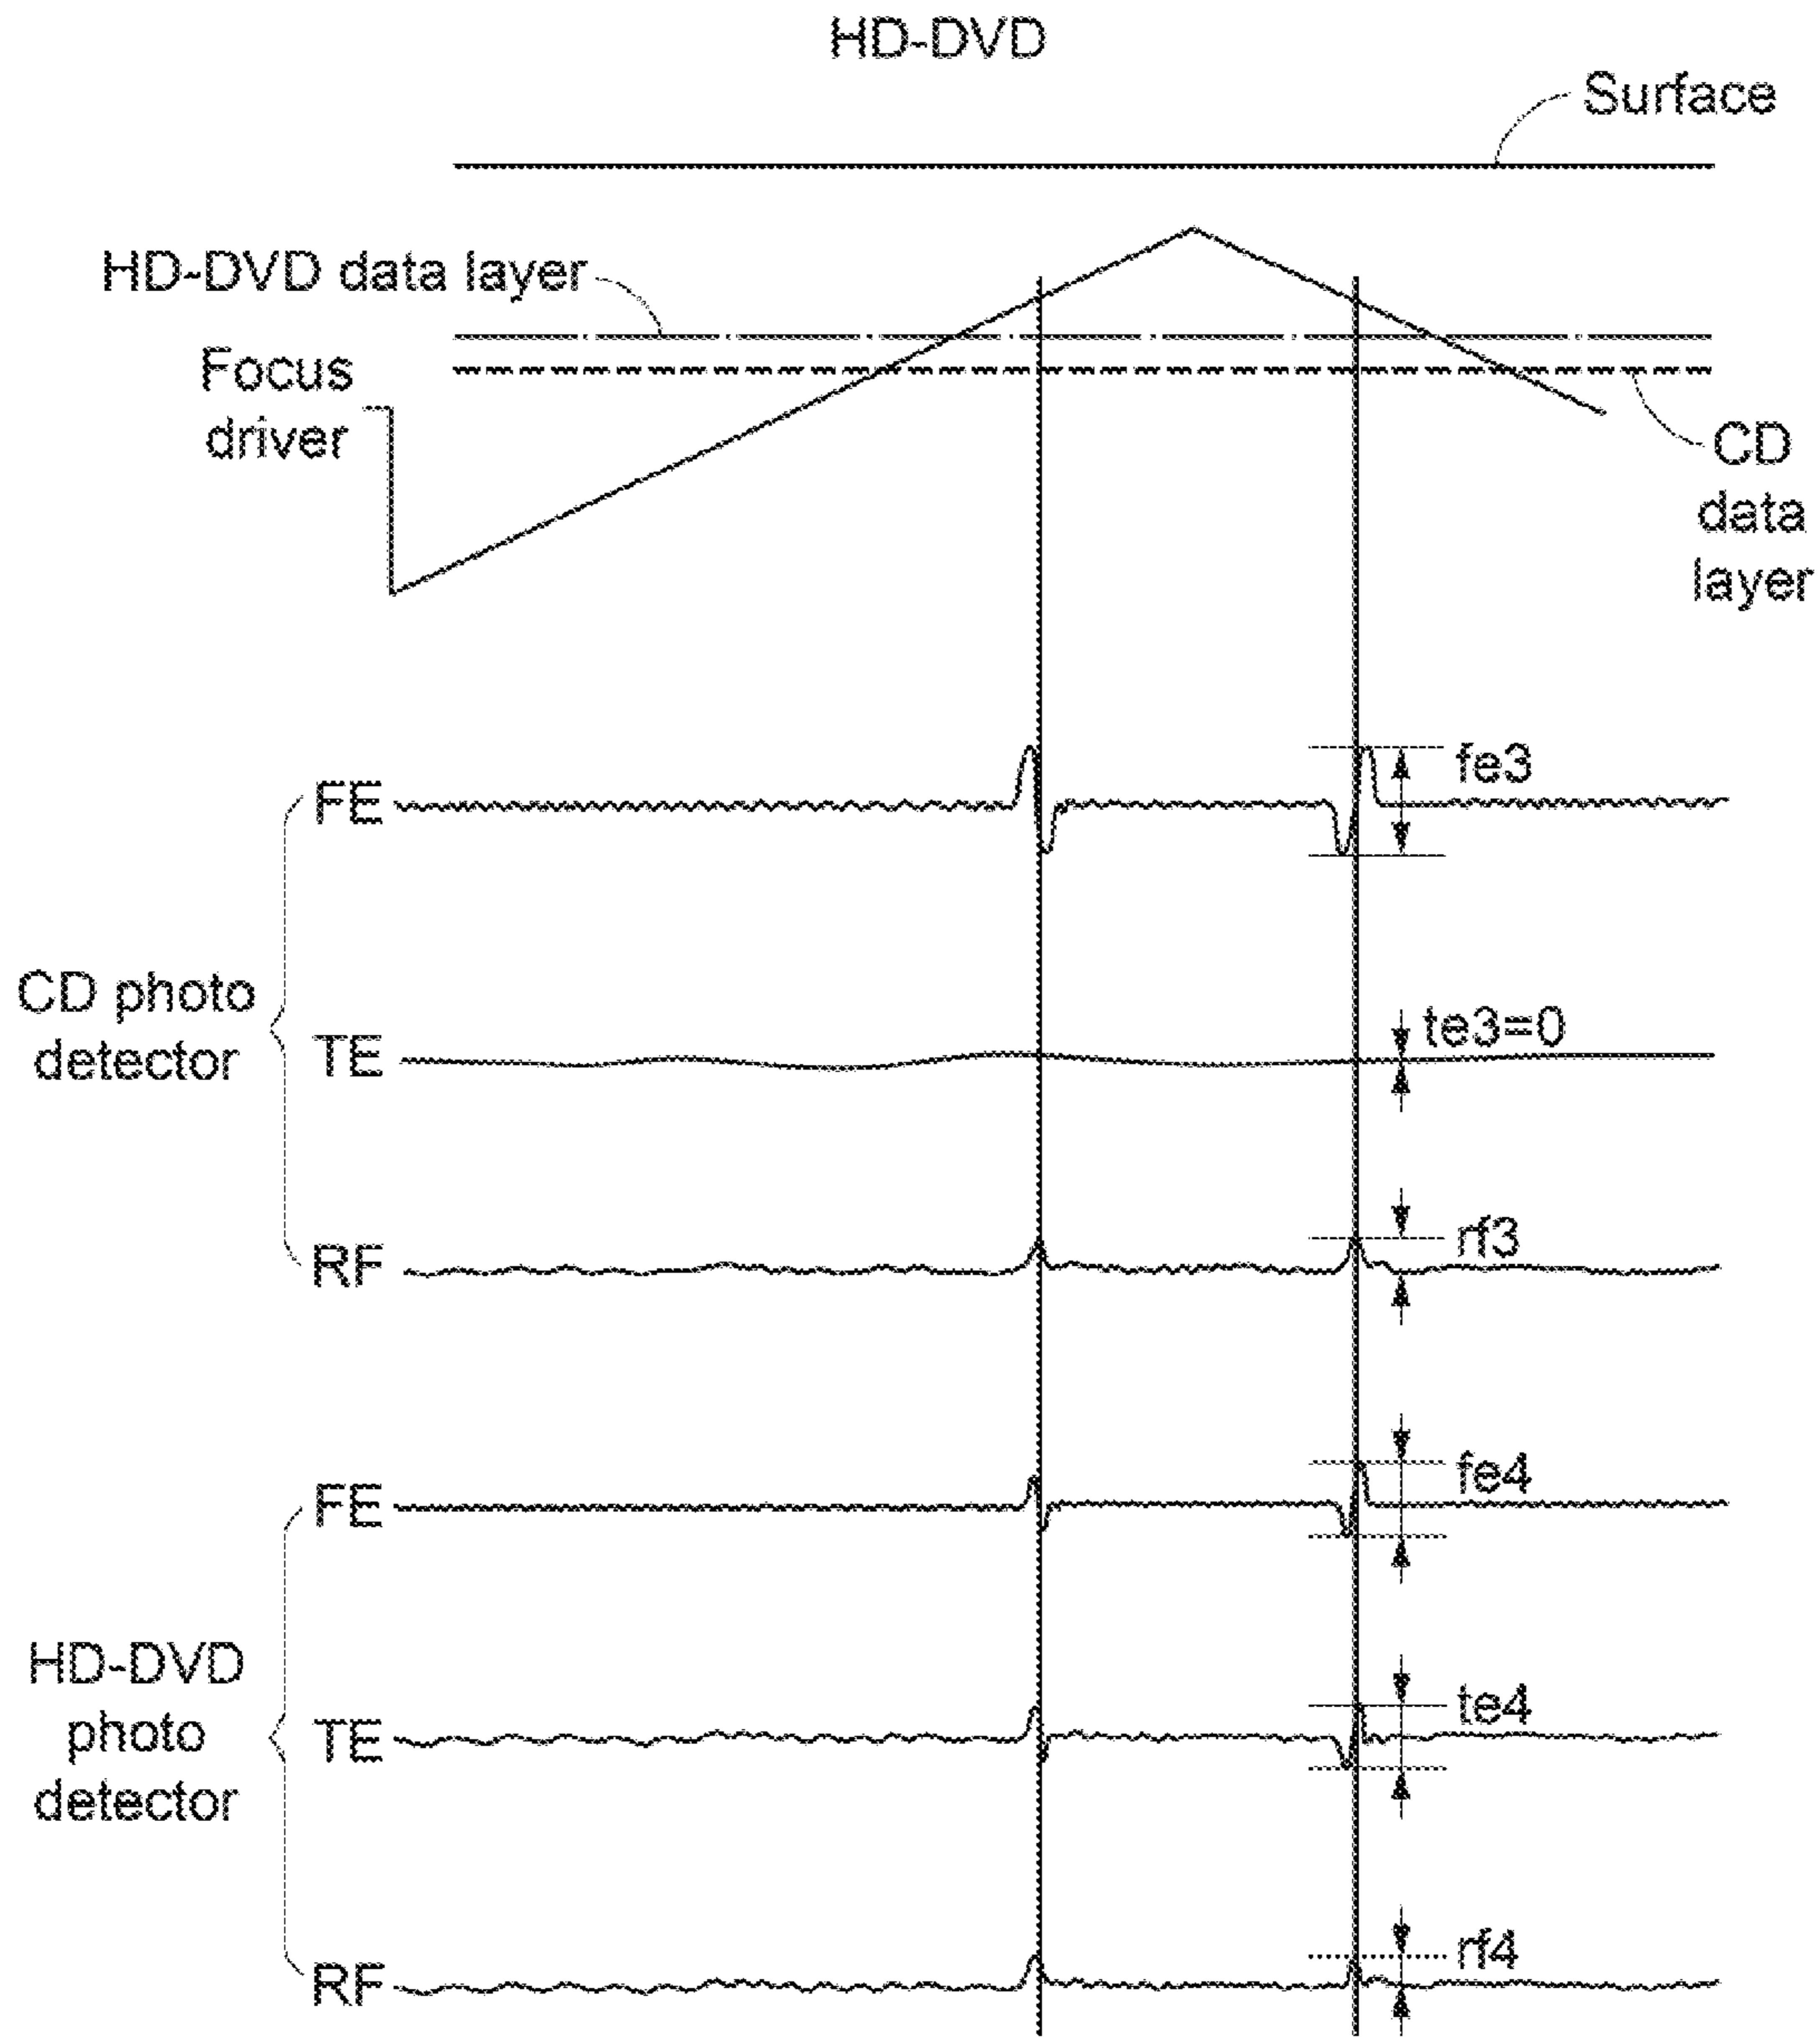 HD-DVD
Surface
HD-DVD data layer
Focus
driver
CD
data
layer
FE
fe3
CD photo
detector
TE
te3=0
RF
rf3
FE
fe4
HD-DVD
photo
detector
TE
te4
RF
rf4